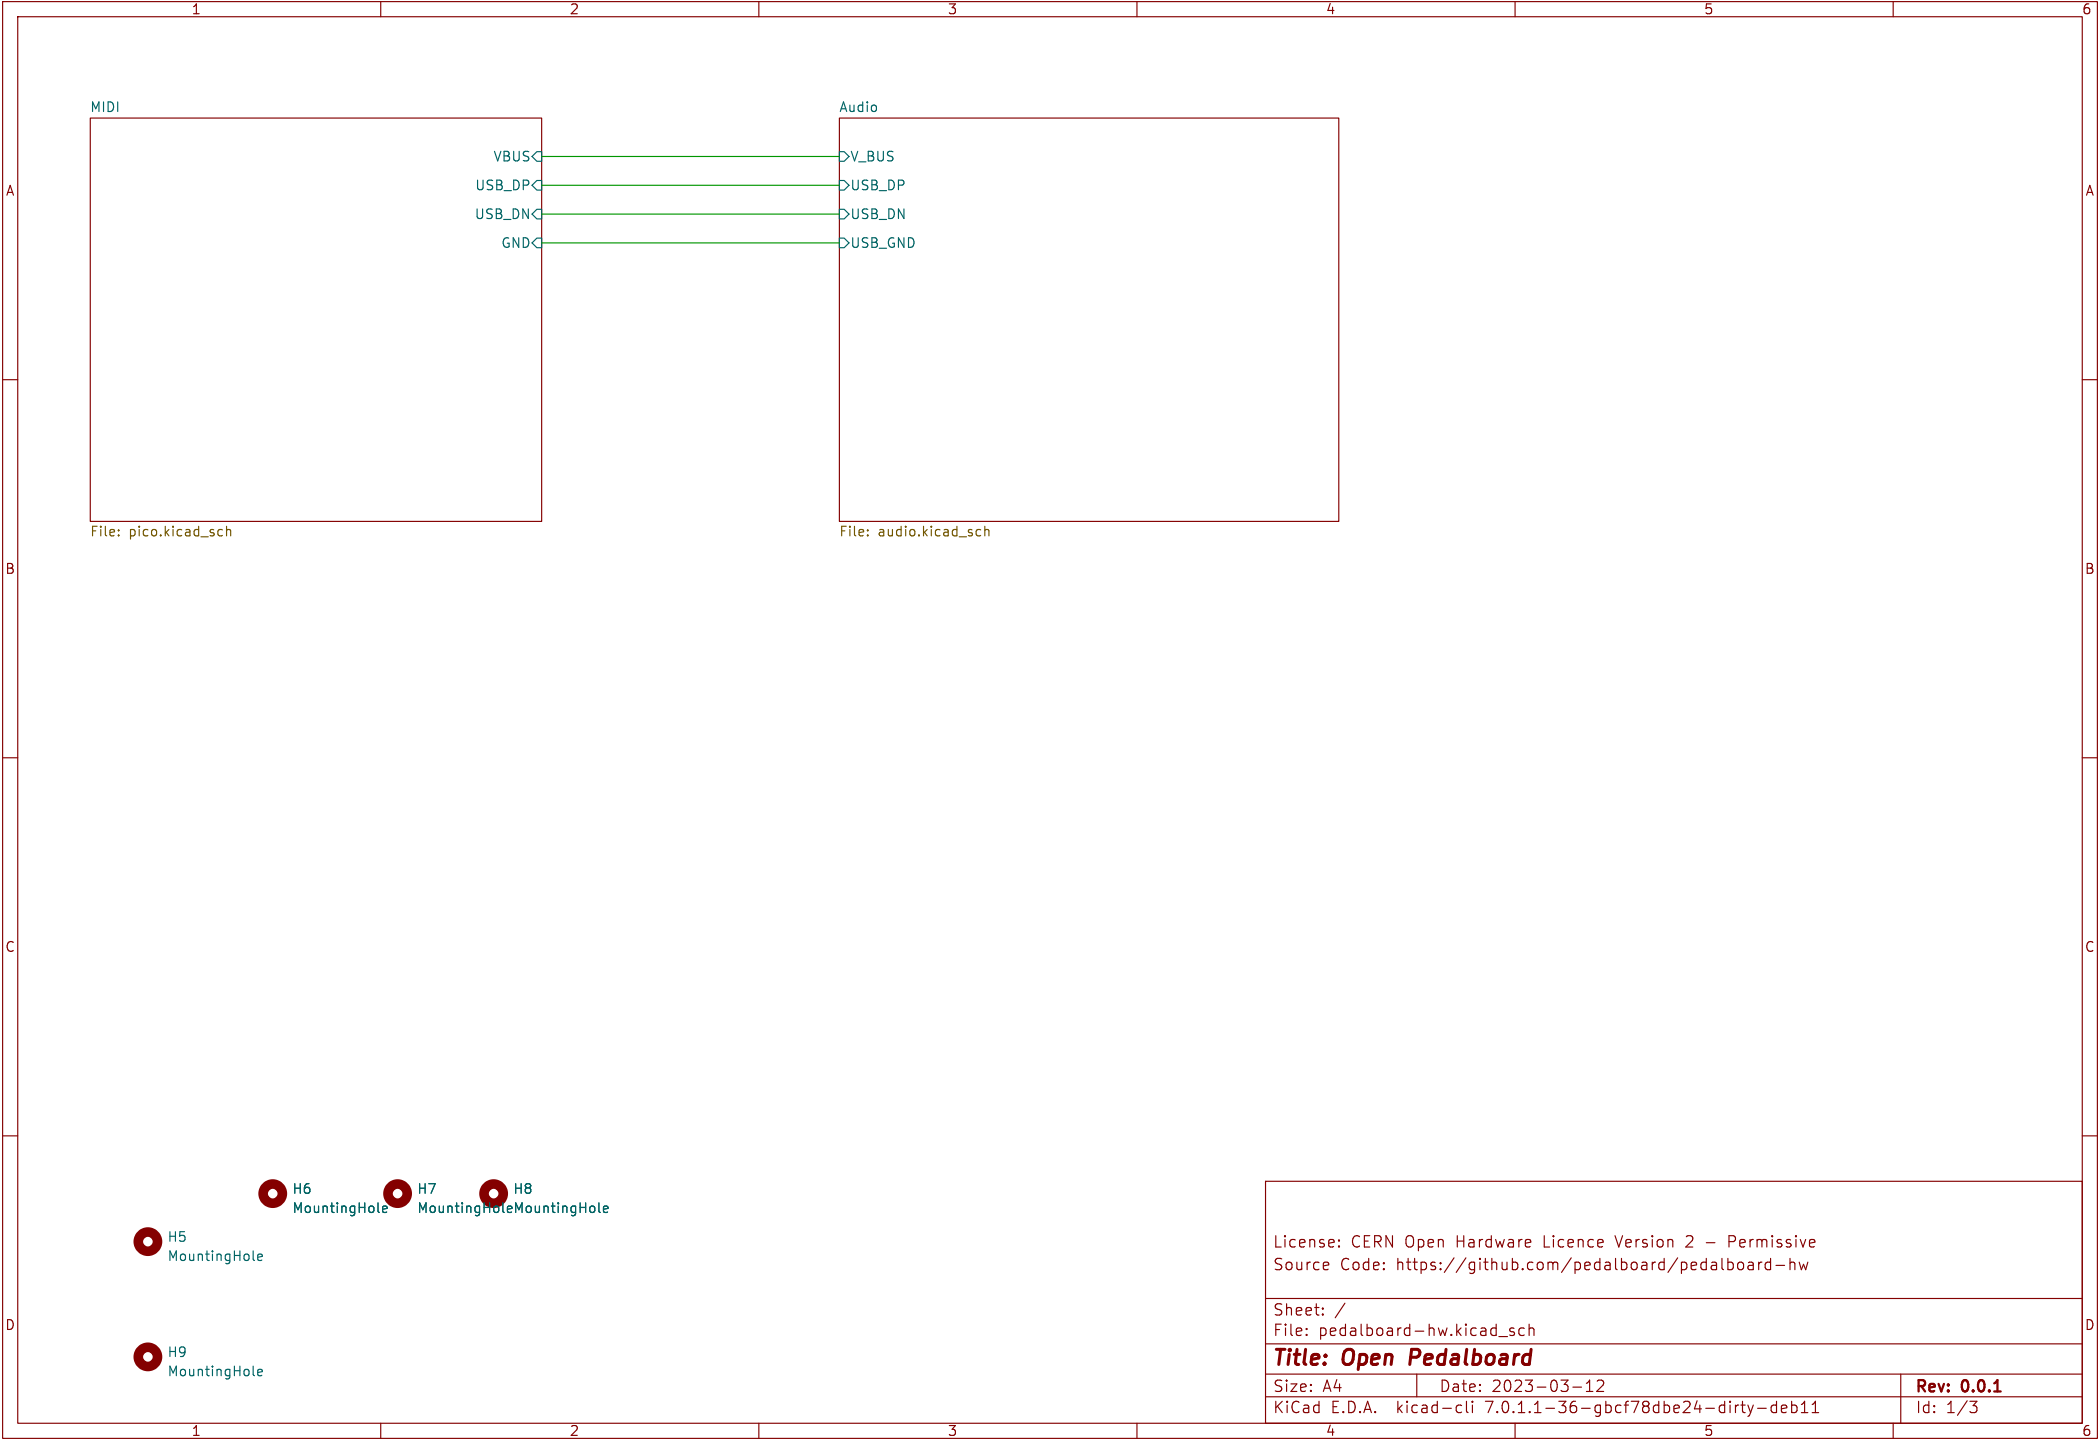 1 2 3 4 5 6
MIDI
Audio
VBUS
V_BUS
A
USB_DP
USB_DP
A
USB_DN
USB_DN
GND
USB_GND
File: pico.kicad_sch
File: audio.kicad_sch
B
B
C
C
H6
MountingHole
H7
MountingHole
H8
MountingHole
H5
MountingHole
H9
MountingHole
License: CERN Open Hardware Licence Version 2 - Permissive
Source Code: https://github.com/pedalboard/pedalboard-hw
Sheet: /
File: pedalboard-hw.kicad_sch
D
D
Title: Open Pedalboard
Size: A4
Date: 2023-03-12
Rev: 0.0.1
KiCad E.D.A. kicad-cli 7.0.1.1-36-gbcf78dbe24-dirty-deb11
Id: 1/3
1 2 3 4 5 6